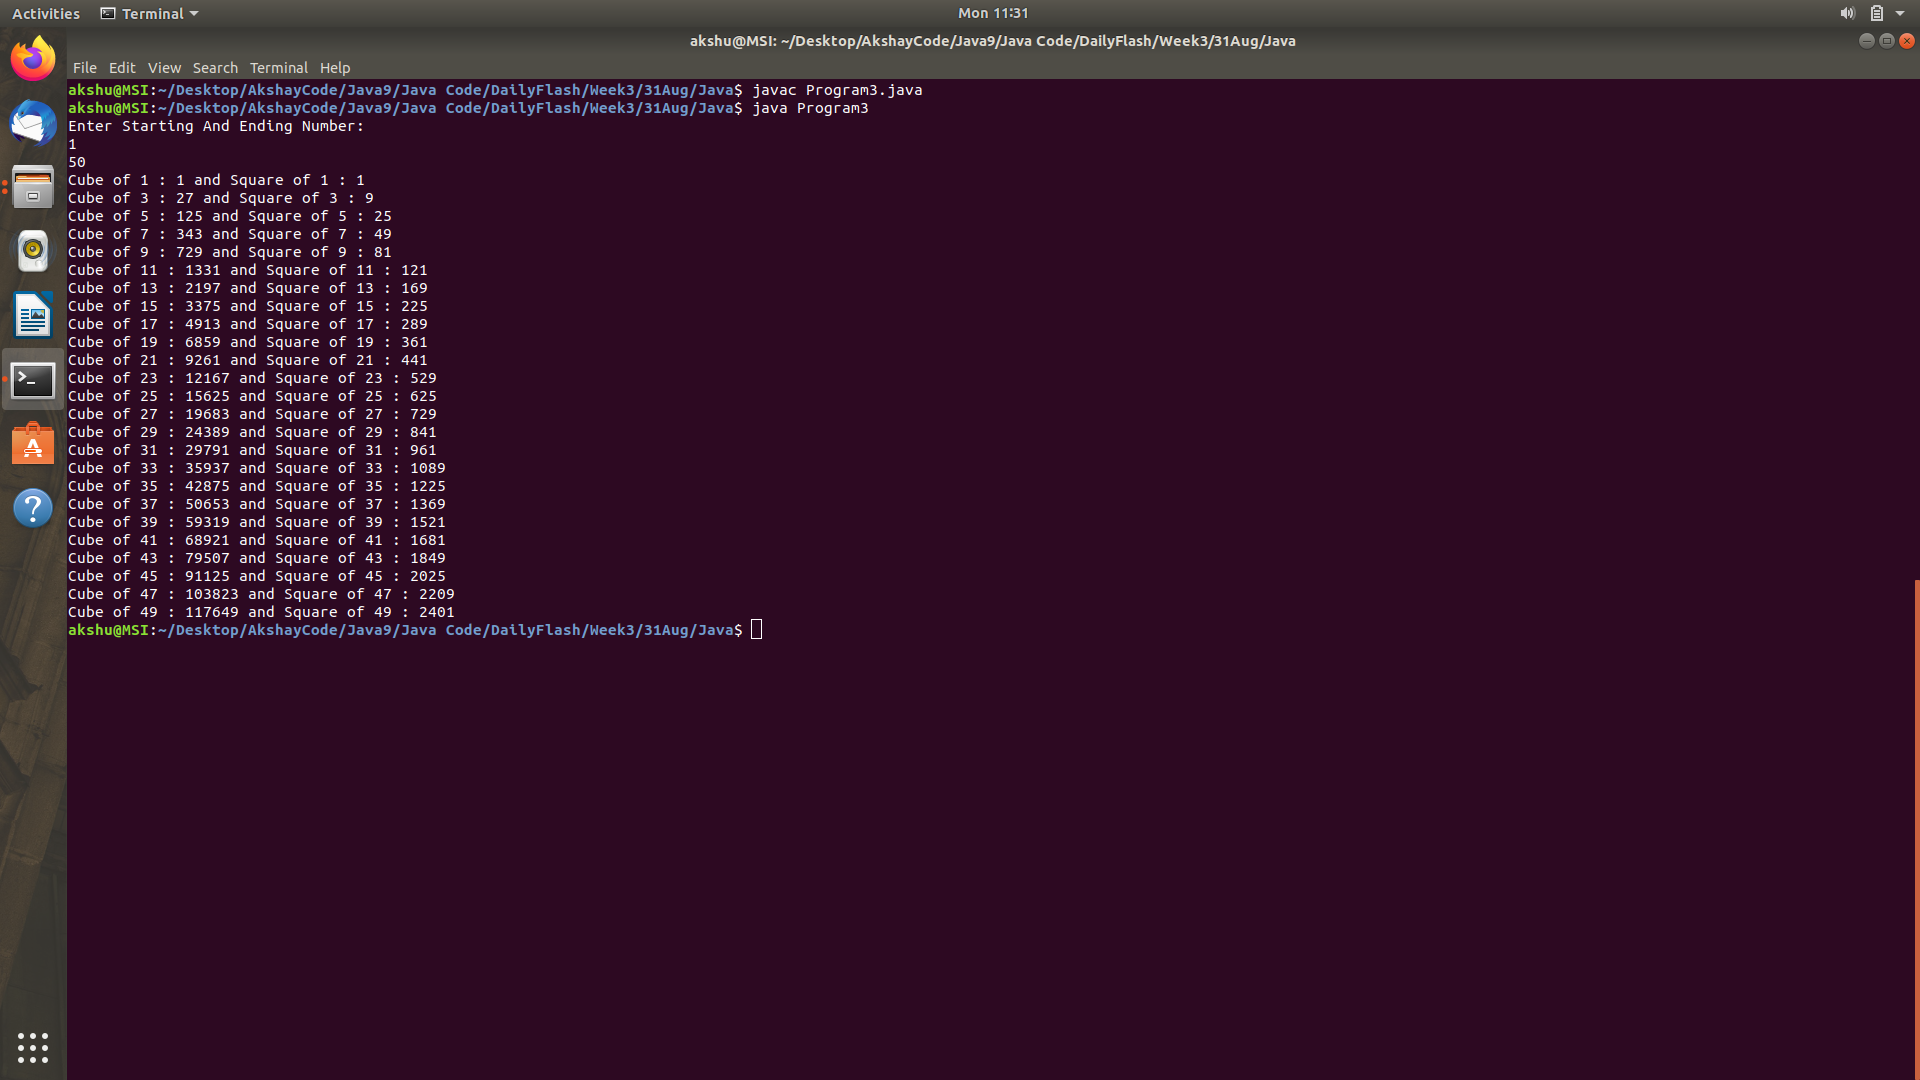 Activities Terminal Mon 11:31
akshu@MSI: ~/Desktop/AkshayCode/Java9/Java Code/DailyFlash/Week3/31Aug/Java
File Edit View Search Terminal Help
akshu@MSI:~/Desktop/AkshayCode/Java9/Java Code/DailyFlash/Week3/31Aug/Java$ javac Program3.java
akshu@MSI:~/Desktop/AkshayCode/Java9/Java Code/DailyFlash/Week3/31Aug/Java$ java Program3
Enter Starting And Ending Number:
1
50
Cube of 1 : 1 and Square of 1 : 1
Cube of 3 : 27 and Square of 3 : 9
Cube of 5 : 125 and Square of 5 : 25
Cube of 7 : 343 and Square of 7 : 49
Cube of 9 : 729 and Square of 9 : 81
Cube of 11 : 1331 and Square of 11 : 121
Cube of 13 : 2197 and Square of 13 : 169
Cube of 15 : 3375 and Square of 15 : 225
Cube of 17 : 4913 and Square of 17 : 289
Cube of 19 : 6859 and Square of 19 : 361
Cube of 21 : 9261 and Square of 21 : 441
Cube of 23 : 12167 and Square of 23 : 529
Cube of 25 : 15625 and Square of 25 : 625
Cube of 27 : 19683 and Square of 27 : 729
Cube of 29 : 24389 and Square of 29 : 841
Cube of 31 : 29791 and Square of 31 : 961
Cube of 33 : 35937 and Square of 33 : 1089
Cube of 35 : 42875 and Square of 35 : 1225
Cube of 37 : 50653 and Square of 37 : 1369
Cube of 39 : 59319 and Square of 39 : 1521
Cube of 41 : 68921 and Square of 41 : 1681
Cube of 43 : 79507 and Square of 43 : 1849
Cube of 45 : 91125 and Square of 45 : 2025
Cube of 47 : 103823 and Square of 47 : 2209
Cube of 49 : 117649 and Square of 49 : 2401
akshu@MSI:~/Desktop/AkshayCode/Java9/Java Code/DailyFlash/Week3/31Aug/Java$